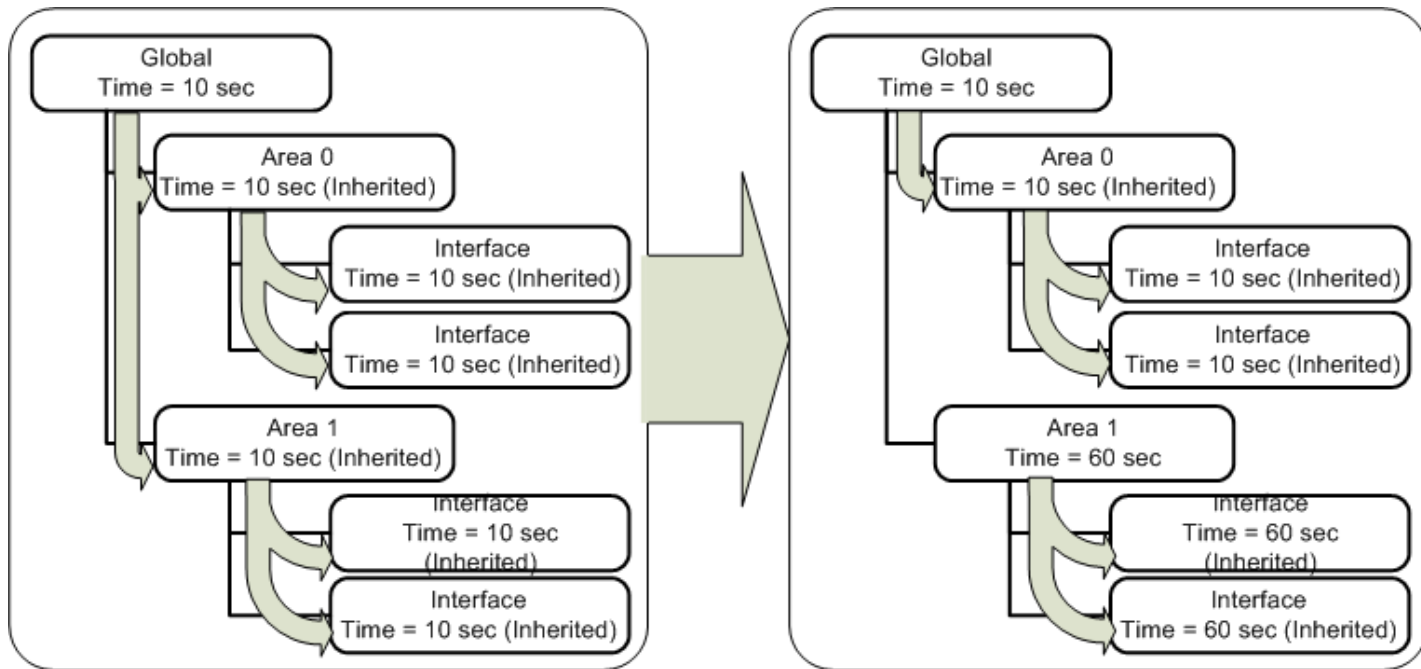 Global
Time = 10 sec
Area 0
Time = 10 sec (Inherited)
Interface
Time = 10 sec (Inherited)
Interface
Time = 10 sec (Inherited)
Area 1
Time = 10 sec (Inherited)
Interface
Time = 10 sec
(Inherited)
Interface
Time = 10 sec (Inherited)
Global
Time = 10 sec
Area 0
Time = 10 sec (Inherited)
Interface
Time = 10 sec (Inherited)
Interface
Time = 10 sec (Inherited)
Area 1
Time = 60 sec
Interface
Time = 60 sec
(Inherited)
Interface
Time = 60 sec (Inherited)